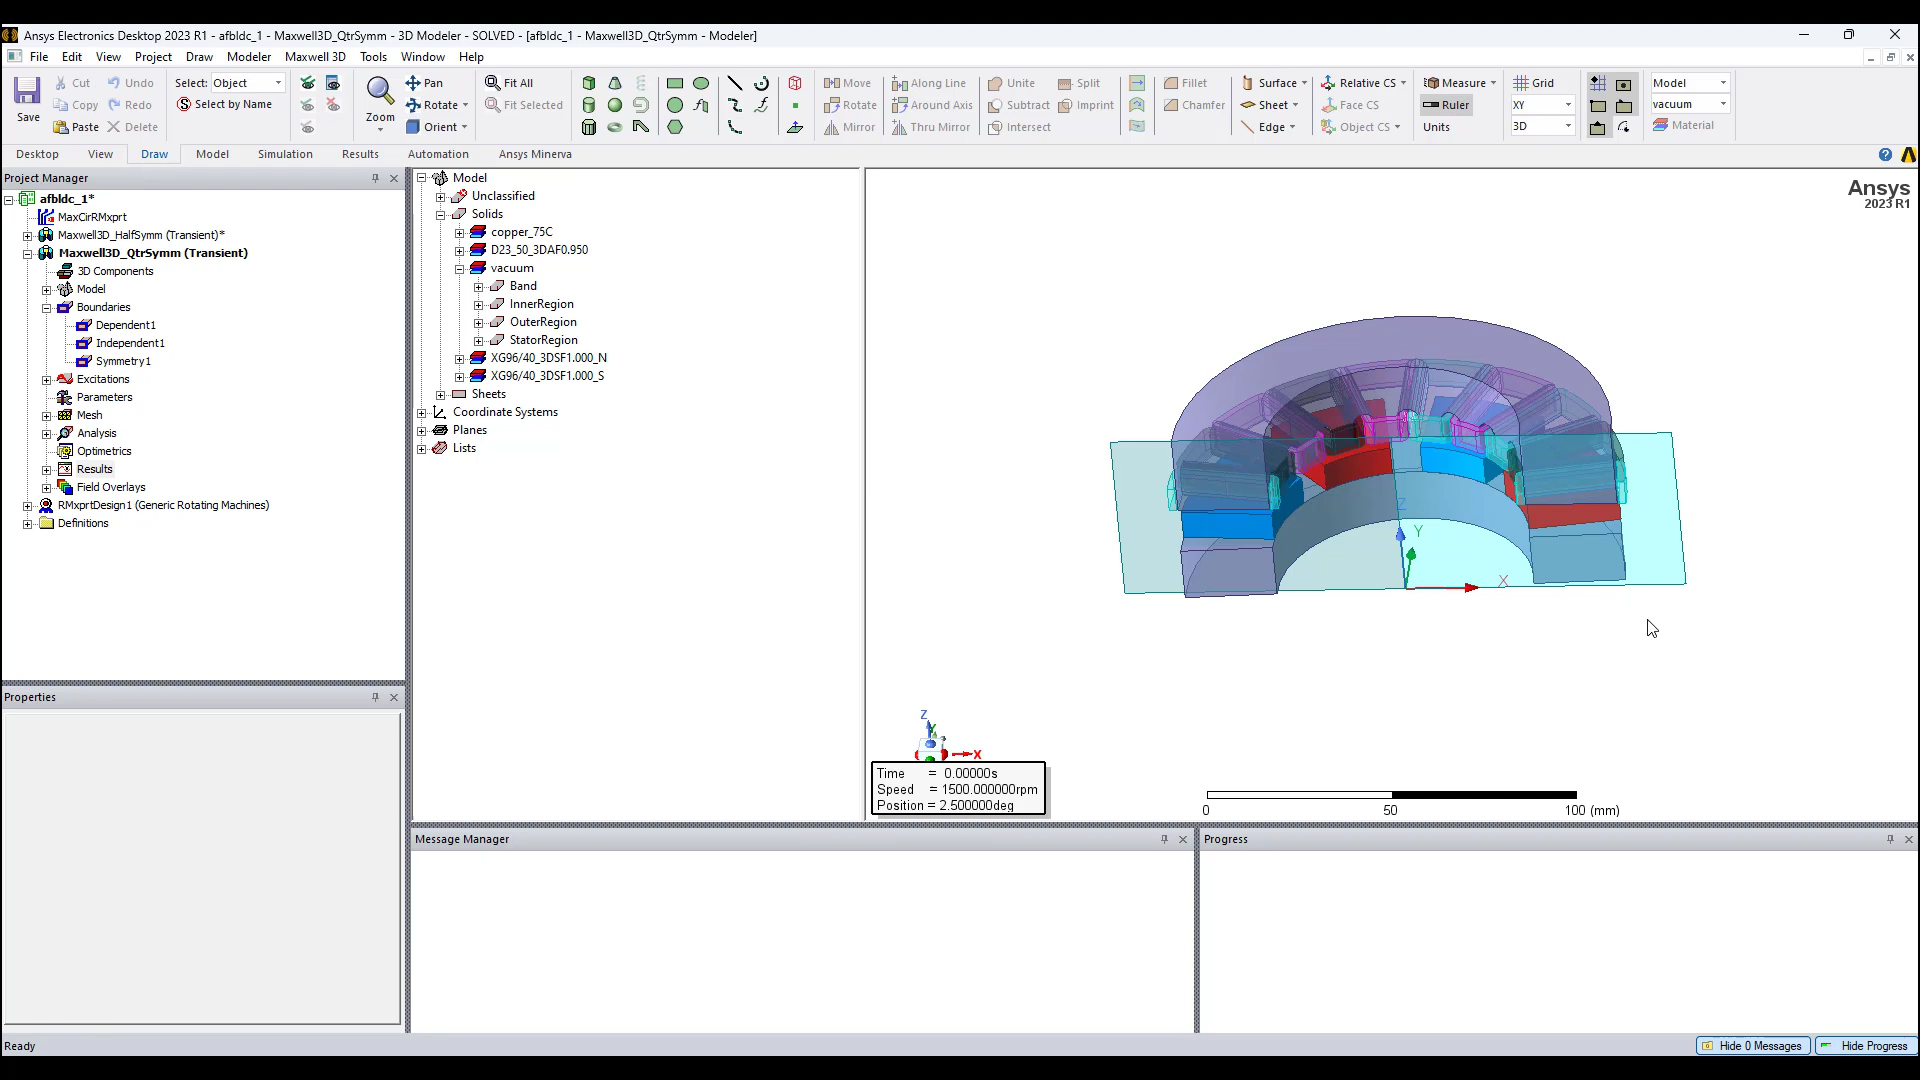 Ansys Electronics Desktop 2023 R1 - afbldc_1 - Maxwell3D_QtrSymm - 3D Modeler - SOLVED - [afbldc_1 - Maxwell3D_QtrSymm - Modeler]
File Edit View Project Draw Modeler Maxwell 3D Tools Window Help
Save
Cut
Copy
Paste
Undo
Redo
Delete
Select: Object
Select by Name
Zoom
Pan
Rotate
Orient
Fit All
Fit Selected
Move
Rotate
Mirror
Along Line
Around Axis
Thru Mirror
Unite
Subtract
Intersect
Split
Imprint
Fillet
Chamfer
Surface
Sheet
Edge
Relative CS
Face CS
Object CS
Measure
Ruler
Units
Grid
XY
3D
Model
vacuum
Material
Desktop View Draw Model Simulation Results Automation Ansys Minerva
Project Manager
afbldc_1*
MaxCirRMxprt
Maxwell3D_HalfSymm (Transient)*
Maxwell3D_QtrSymm (Transient)
3D Components
Model
Boundaries
Dependent1
Independent1
Symmetry1
Excitations
Parameters
Mesh
Analysis
Optimetrics
Results
Field Overlays
RMxprtDesign1 (Generic Rotating Machines)
Definitions
Properties
Model
Unclassified
Solids
copper_75C
D23_50_3DAF0.950
vacuum
Band
InnerRegion
OuterRegion
StatorRegion
XG96/40_3DSF1.000_N
XG96/40_3DSF1.000_S
Sheets
Coordinate Systems
Planes
Lists
Ansys
2023 R1
Z
Y
X
Z
Y
X
Time = 0.00000s
Speed = 1500.000000rpm
Position = 2.500000deg
0 50 100 (mm)
Message Manager
Progress
Ready
Hide 0 Messages
Hide Progress